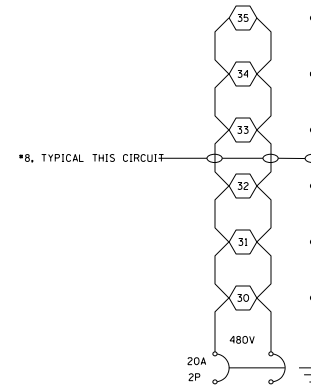 35
34
33
#8, TYPICAL THIS CIRCUIT
32
31
30
480V
20A
2P